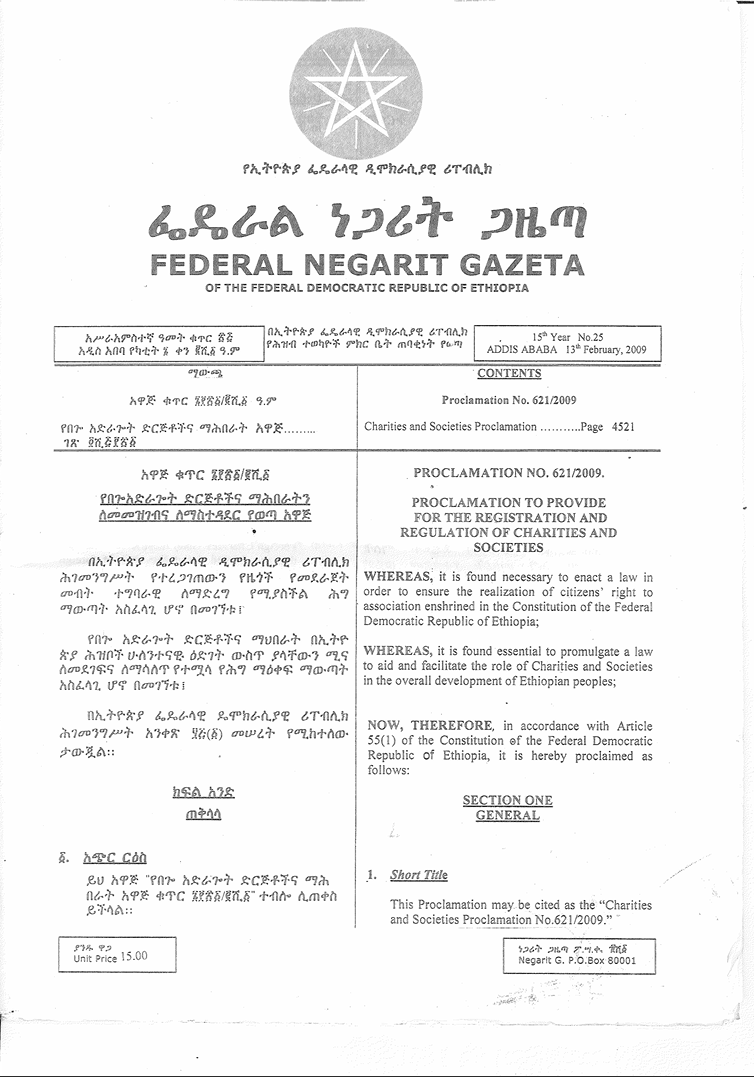 የኢትዮጵያ ፌዴራላዊ ዲሞክራሲያዊ ሪፐብሊክ
ፌዴራል ነጋሪት ጋዜጣ
FEDERAL NEGARIT GAZETA
OF THE FEDERAL DEMOCRATIC REPUBLIC OF ETHIOPIA
አሥራአምስተኛ ዓመት ቁጥር ፳፭
አዲስ አበባ የካቲት ፮ ቀን ፪ሺ፩ ዓ.ም
በኢትዮጵያ ፌዴራላዊ ዲሞክራሲያዊ ሪፐብሊክ
የሕዝብ ተወካዮች ምክር ቤት ጠባቂነት የወጣ
15th Year No.25
ADDIS ABABA 13th February, 2009
ማውጫ
አዋጅ ቁጥር ፮፻፳፩/፪ሺ፩ ዓ.ም
የበጎ አድራጎት ድርጅቶችና ማሕበራት አዋጅ.........
ገጽ ፬ሺ፭፻፳፩
CONTENTS
Proclamation No. 621/2009
Charities and Societies Proclamation ...........Page 4521
አዋጅ ቁጥር ፮፻፳፩/፪ሺ፩
የበጎአድራጎት ድርጅቶችና ማሕበራትን
ለመመዝገብና ለማስተዳደር የወጣ አዋጅ
በኢትዮጵያ ፌዴራላዊ ዲሞክራሲያዊ ሪፐብሊክ
ሕገመንግሥት የተረጋገጠውን የዜጎች የመደራጀት
መብት ተግባራዊ ለማድረግ የሚያስችል ሕግ
ማውጣት አስፈላጊ ሆኖ በመገኘቱ፤
የበጎ አድራጎት ድርጅቶችና ማህበራት በኢትዮ
ጵያ ሕዝቦች ሁለንተናዊ ዕድገት ውስጥ ያላቸውን ሚና
ለመደገፍና ለማሳለጥ የተሟላ የሕግ ማዕቀፍ ማውጣት
አስፈላጊ ሆኖ በመገኘቱ፤
በኢትዮጵያ ፌዴራላዊ ዴሞክራሲያዊ ሪፐብሊክ
ሕገመንግሥት አንቀጽ ፶፭(፩) መሠረት የሚከተለው
ታውጇል።
ክፍል አንድ
ጠቅላላ
፩. አጭር ርዕስ
ይህ አዋጅ "የበጎ አድራጎት ድርጅቶችና ማሕ
በራት አዋጅ ቁጥር ፮፻፳፩/፪ሺ፩" ተብሎ ሊጠቀስ
ይችላል።
PROCLAMATION NO. 621/2009.
PROCLAMATION TO PROVIDE
FOR THE REGISTRATION AND
REGULATION OF CHARITIES AND
SOCIETIES
WHEREAS, it is found necessary to enact a law in
order to ensure the realization of citizens' right to
association enshrined in the Constitution of the Federal
Democratic Republic of Ethiopia;
WHEREAS, it is found essential to promulgate a law
to aid and facilitate the role of Charities and Societies
in the overall development of Ethiopian peoples;
NOW, THEREFORE, in accordance with Article
55(1) of the Constitution of the Federal Democratic
Republic of Ethiopia, it is hereby proclaimed as
follows:
SECTION ONE
GENERAL
1. Short Title
This Proclamation may be cited as the "Charities
and Societies Proclamation No.621/2009."
ያንዱ ዋጋ
Unit Price 15.00
ነጋሪት ጋዜጣ ፖ.ሣ.ቁ. ፹ሺ፩
Negarit G. P.O.Box 80001